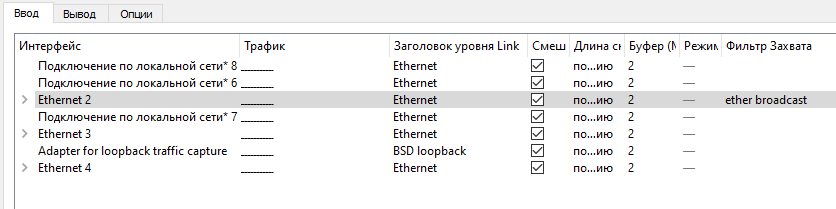 Ввод Вывод Опции
Интерфейс Трафик Заголовок уровня Link Смеш Длина сн Буфер (М Режим Фильтр Захвата
Подключение по локальной сети* 8 Ethernet по...ию 2 —
Подключение по локальной сети* 6 Ethernet по...ию 2 —
Ethernet 2 Ethernet по...ию 2 — ether broadcast
Подключение по локальной сети* 7 Ethernet по...ию 2 —
Ethernet 3 Ethernet по...ию 2 —
Adapter for loopback traffic capture BSD loopback по...ию 2 —
Ethernet 4 Ethernet по...ию 2 —